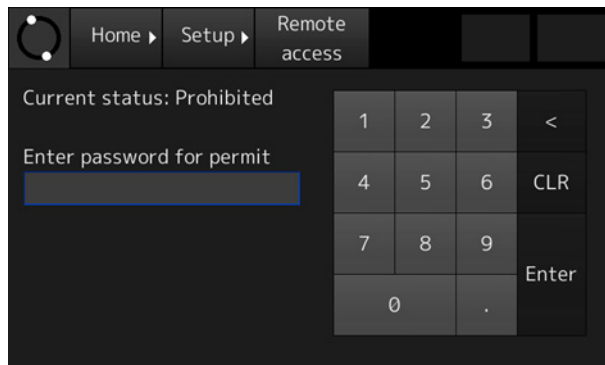 Home Setup Remote access
Current status: Prohibited
Enter password for permit
1 2 3 <
4 5 6 CLR
7 8 9
Enter
0 .